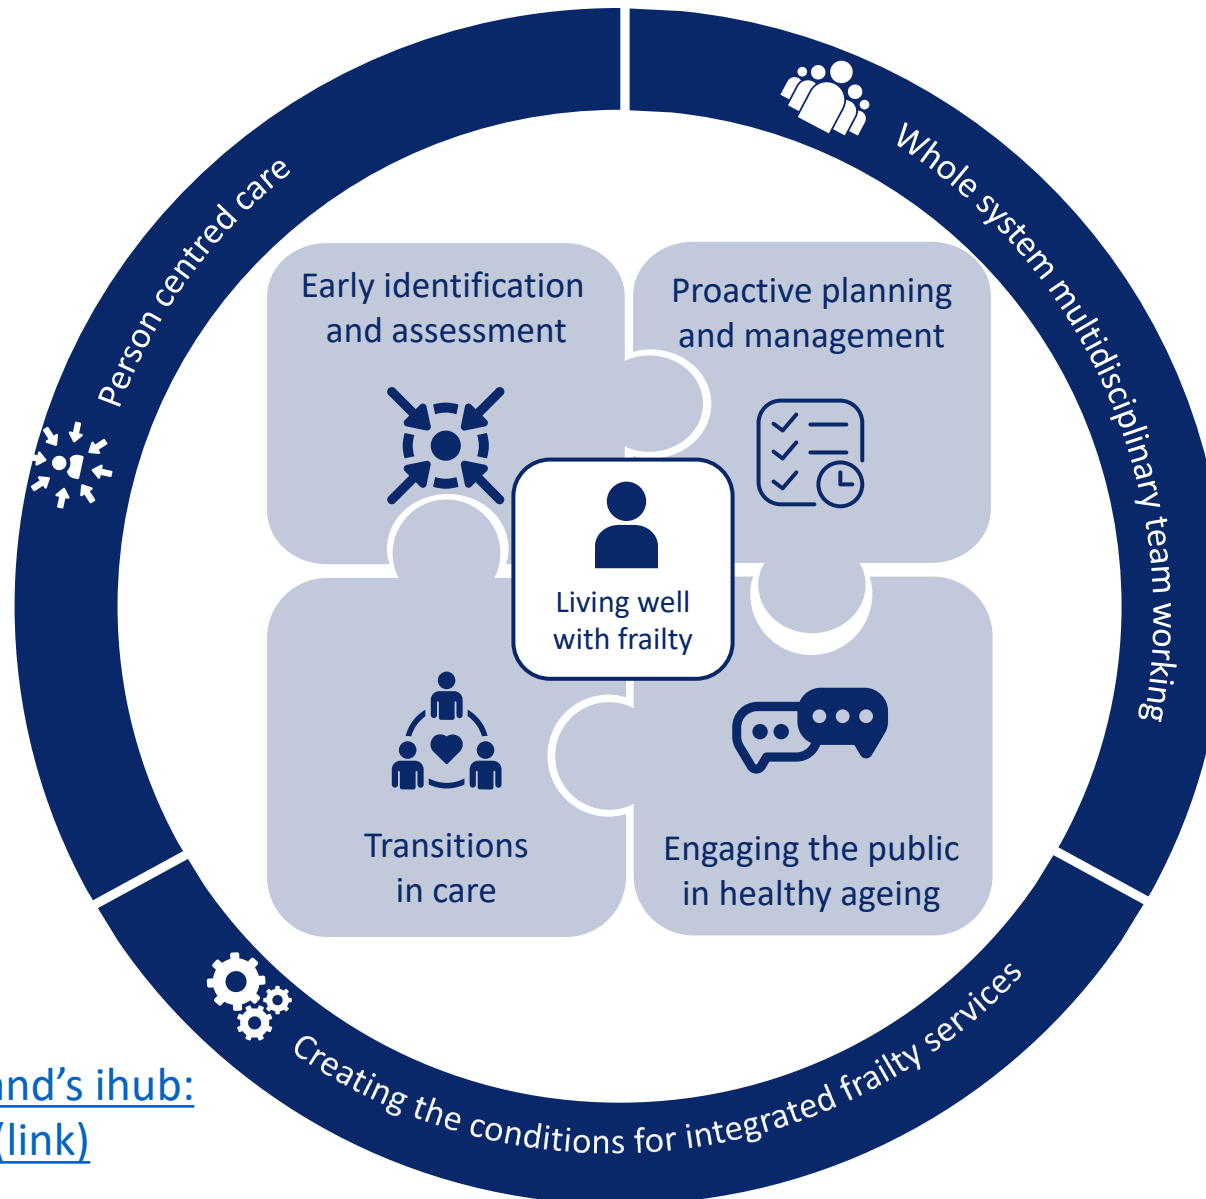 Person centred care
Whole system multidisciplinary team working
Early identification
and assessment
Proactive planning
and management
Living well
with frailty
Transitions
in care
Engaging the public
in healthy ageing
Creating the conditions for integrated frailty services
and's ihub:
(link)